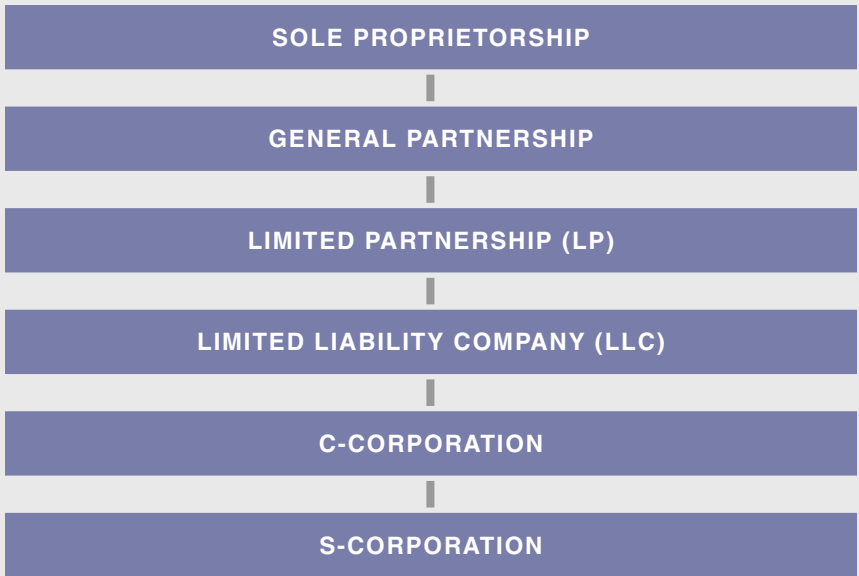 SOLE PROPRIETORSHIP
GENERAL PARTNERSHIP
LIMITED PARTNERSHIP (LP)
LIMITED LIABILITY COMPANY (LLC)
C-CORPORATION
S-CORPORATION